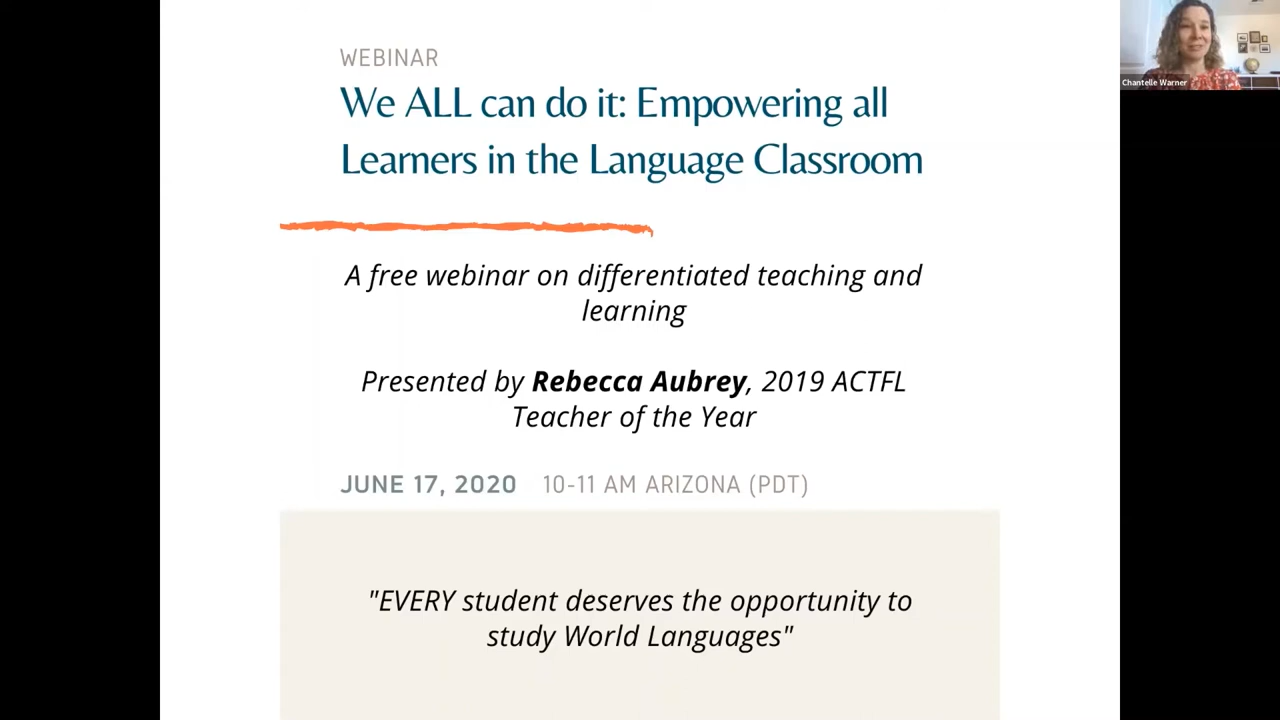 WEBINAR
We ALL can do it: Empowering all
Learners in the Language Classroom
A free webinar on differentiated teaching and
learning
Presented by Rebecca Aubrey, 2019 ACTFL
Teacher of the Year
JUNE 17, 2020 10-11 AM ARIZONA (PDT)
"EVERY student deserves the opportunity to
study World Languages"
Chantelle Warner